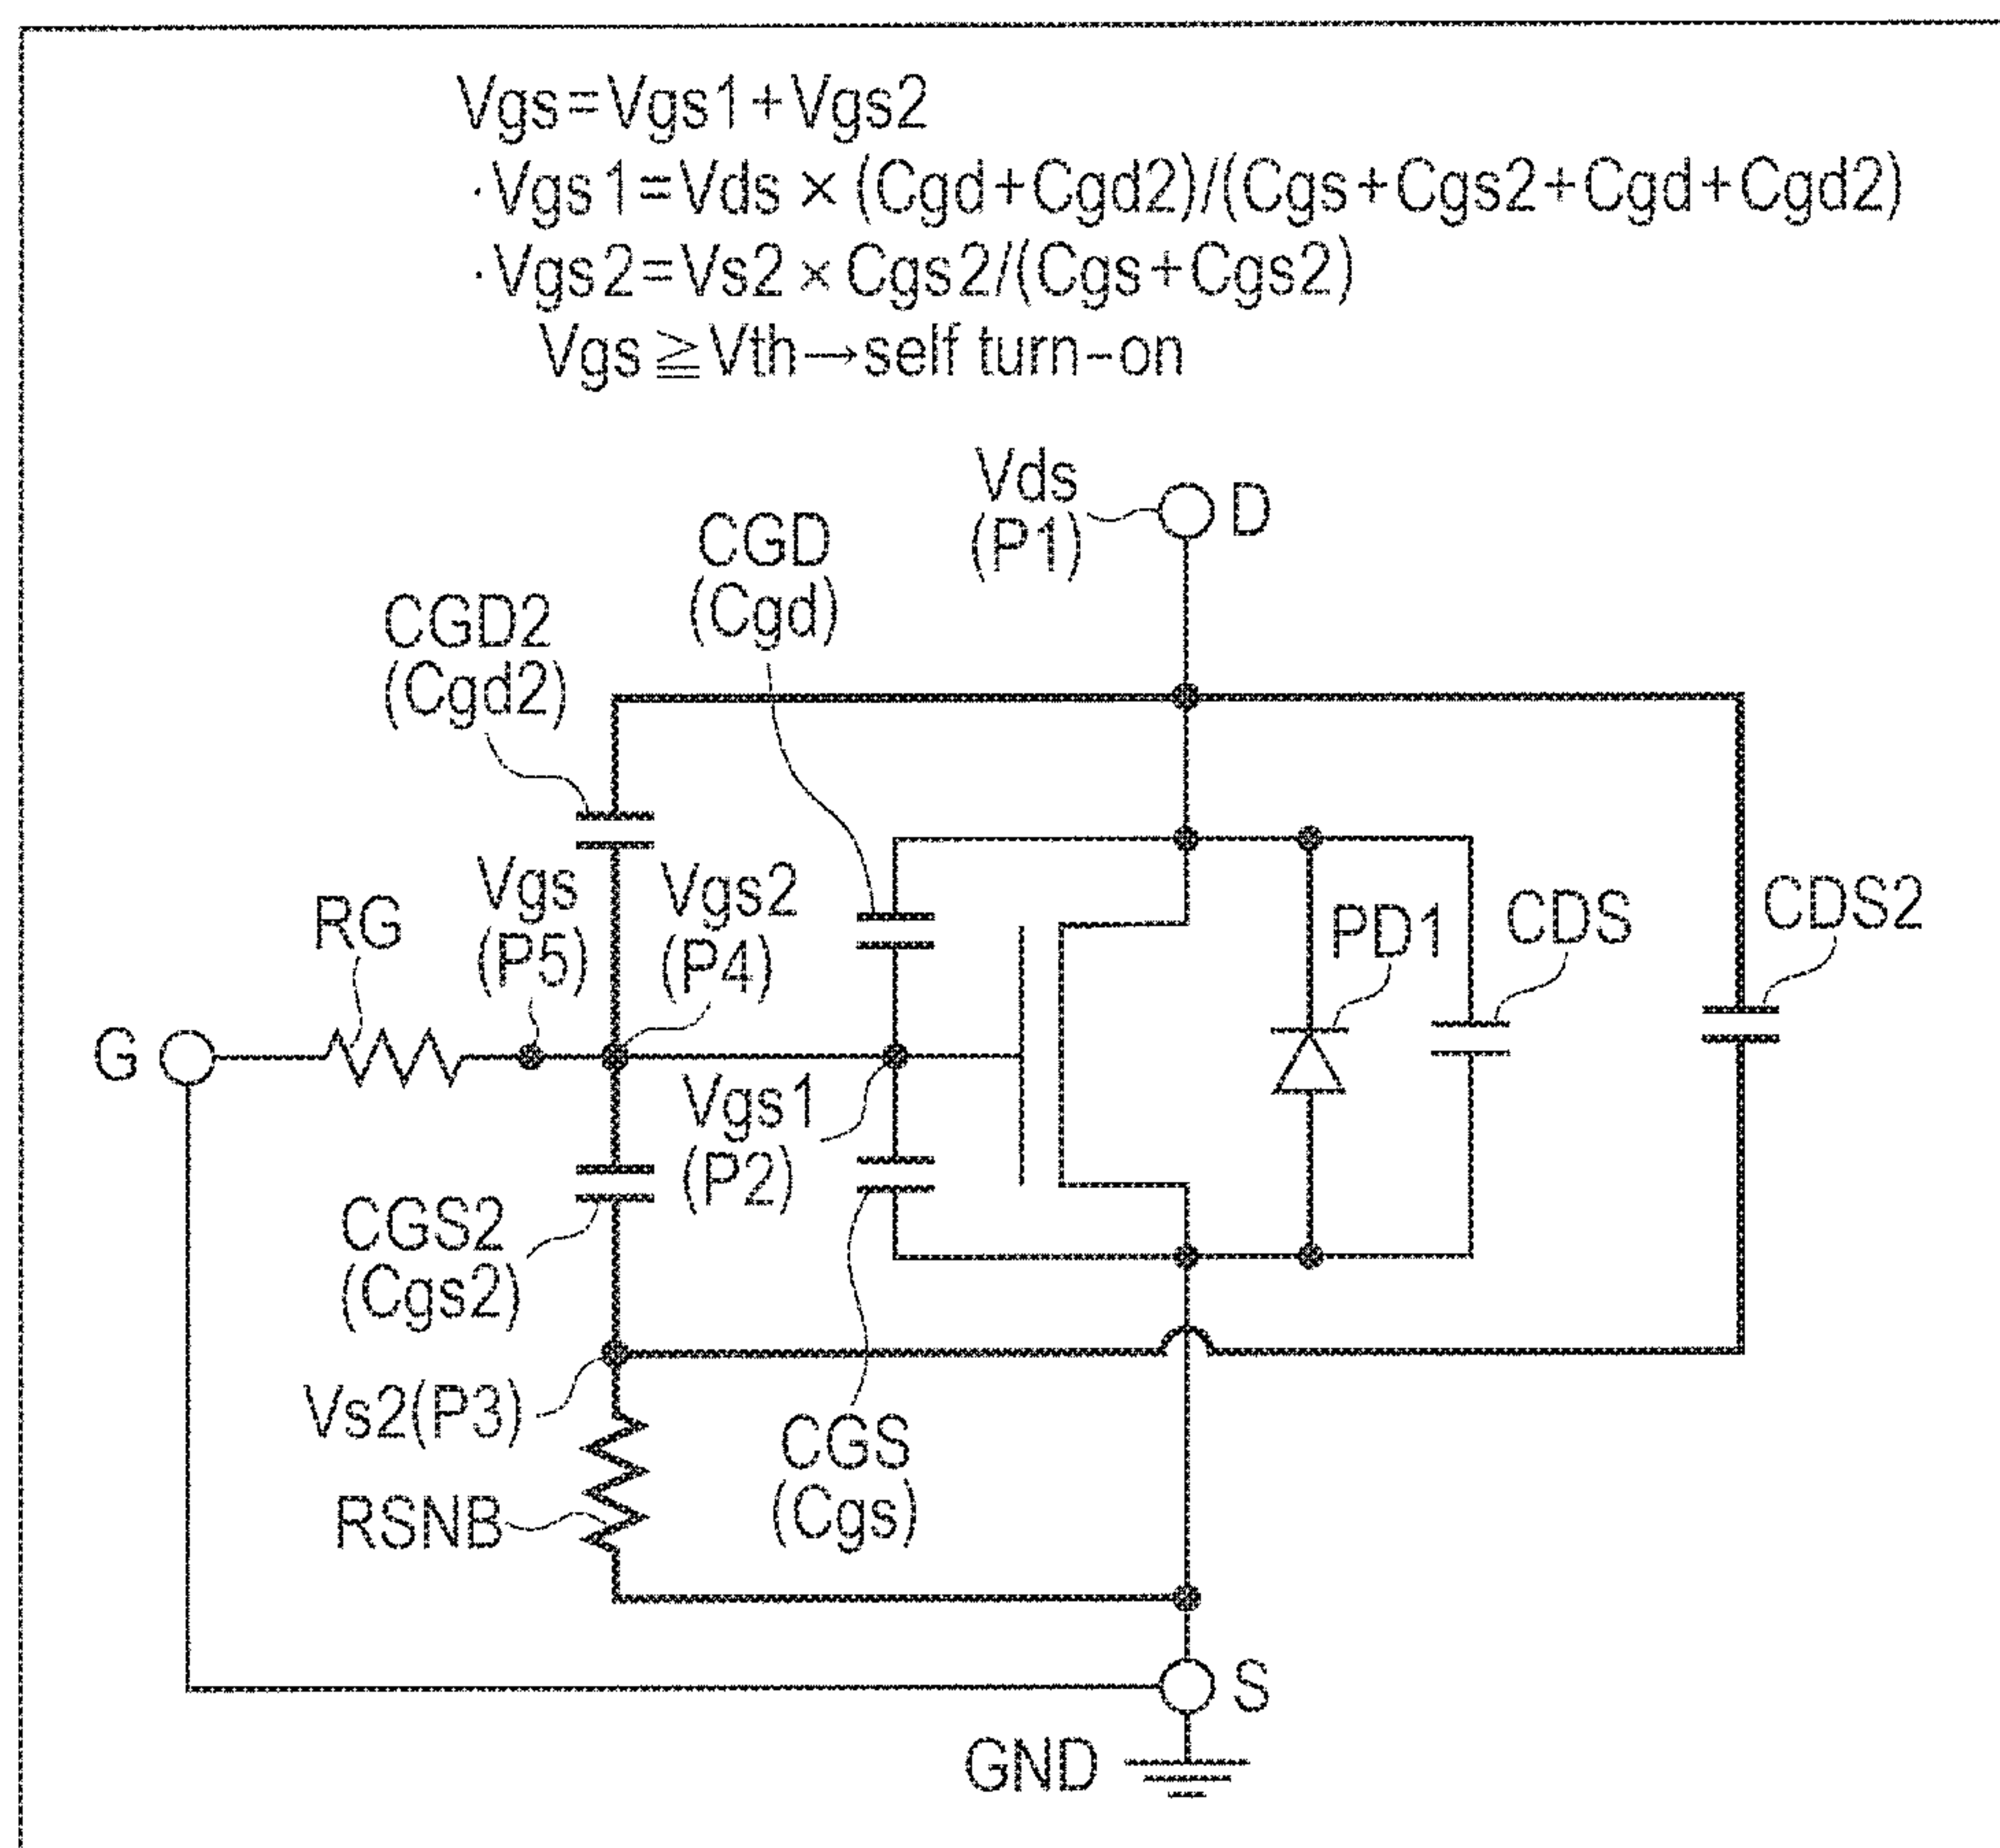 Vgs=Vgs1+Vgs2
·Vgs1=Vds×(Cgd+Cgd2)/(Cgs+Cgs2+Cgd+Cgd2)
·Vgs2=Vs2×Cgs2/(Cgs+Cgs2)
Vgs≧Vth→self turn-on
Vds
(P1)
D
CGD
(Cgd)
CGD2
(Cgd2)
Vgs
(P5)
Vgs2
(P4)
RG
PD1
CDS
CDS2
G
Vgs1
(P2)
CGS2
(Cgs2)
Vs2(P3)
CGS
(Cgs)
RSNB
S
GND